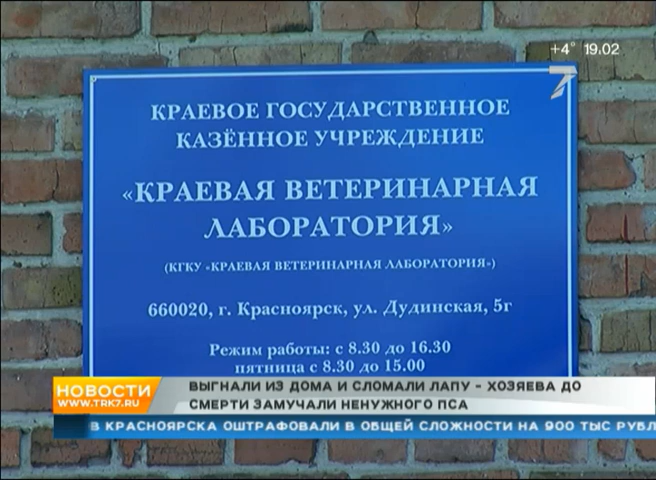 +4° 19.02
7
КРАЕВОЕ ГОСУДАРСТВЕННОЕ
КАЗЁННОЕ УЧРЕЖДЕНИЕ
«КРАЕВАЯ ВЕТЕРИНАРНАЯ
ЛАБОРАТОРИЯ»
(КГКУ «КРАЕВАЯ ВЕТЕРИНАРНАЯ ЛАБОРАТОРИЯ»)
660020, г. Красноярск, ул. Дудинская, 5г
Режим работы: с 8.30 до 16.30
пятница с 8.30 до 15.00
НОВОСТИ
WWW.TRK7.RU
ВЫГНАЛИ ИЗ ДОМА И СЛОМАЛИ ЛАПУ - ХОЗЯЕВА ДО
СМЕРТИ ЗАМУЧАЛИ НЕНУЖНОГО ПСА
В КРАСНОЯРСКА ОШТРАФОВАЛИ В ОБЩЕЙ СЛОЖНОСТИ НА 900 ТЫС РУБЛ